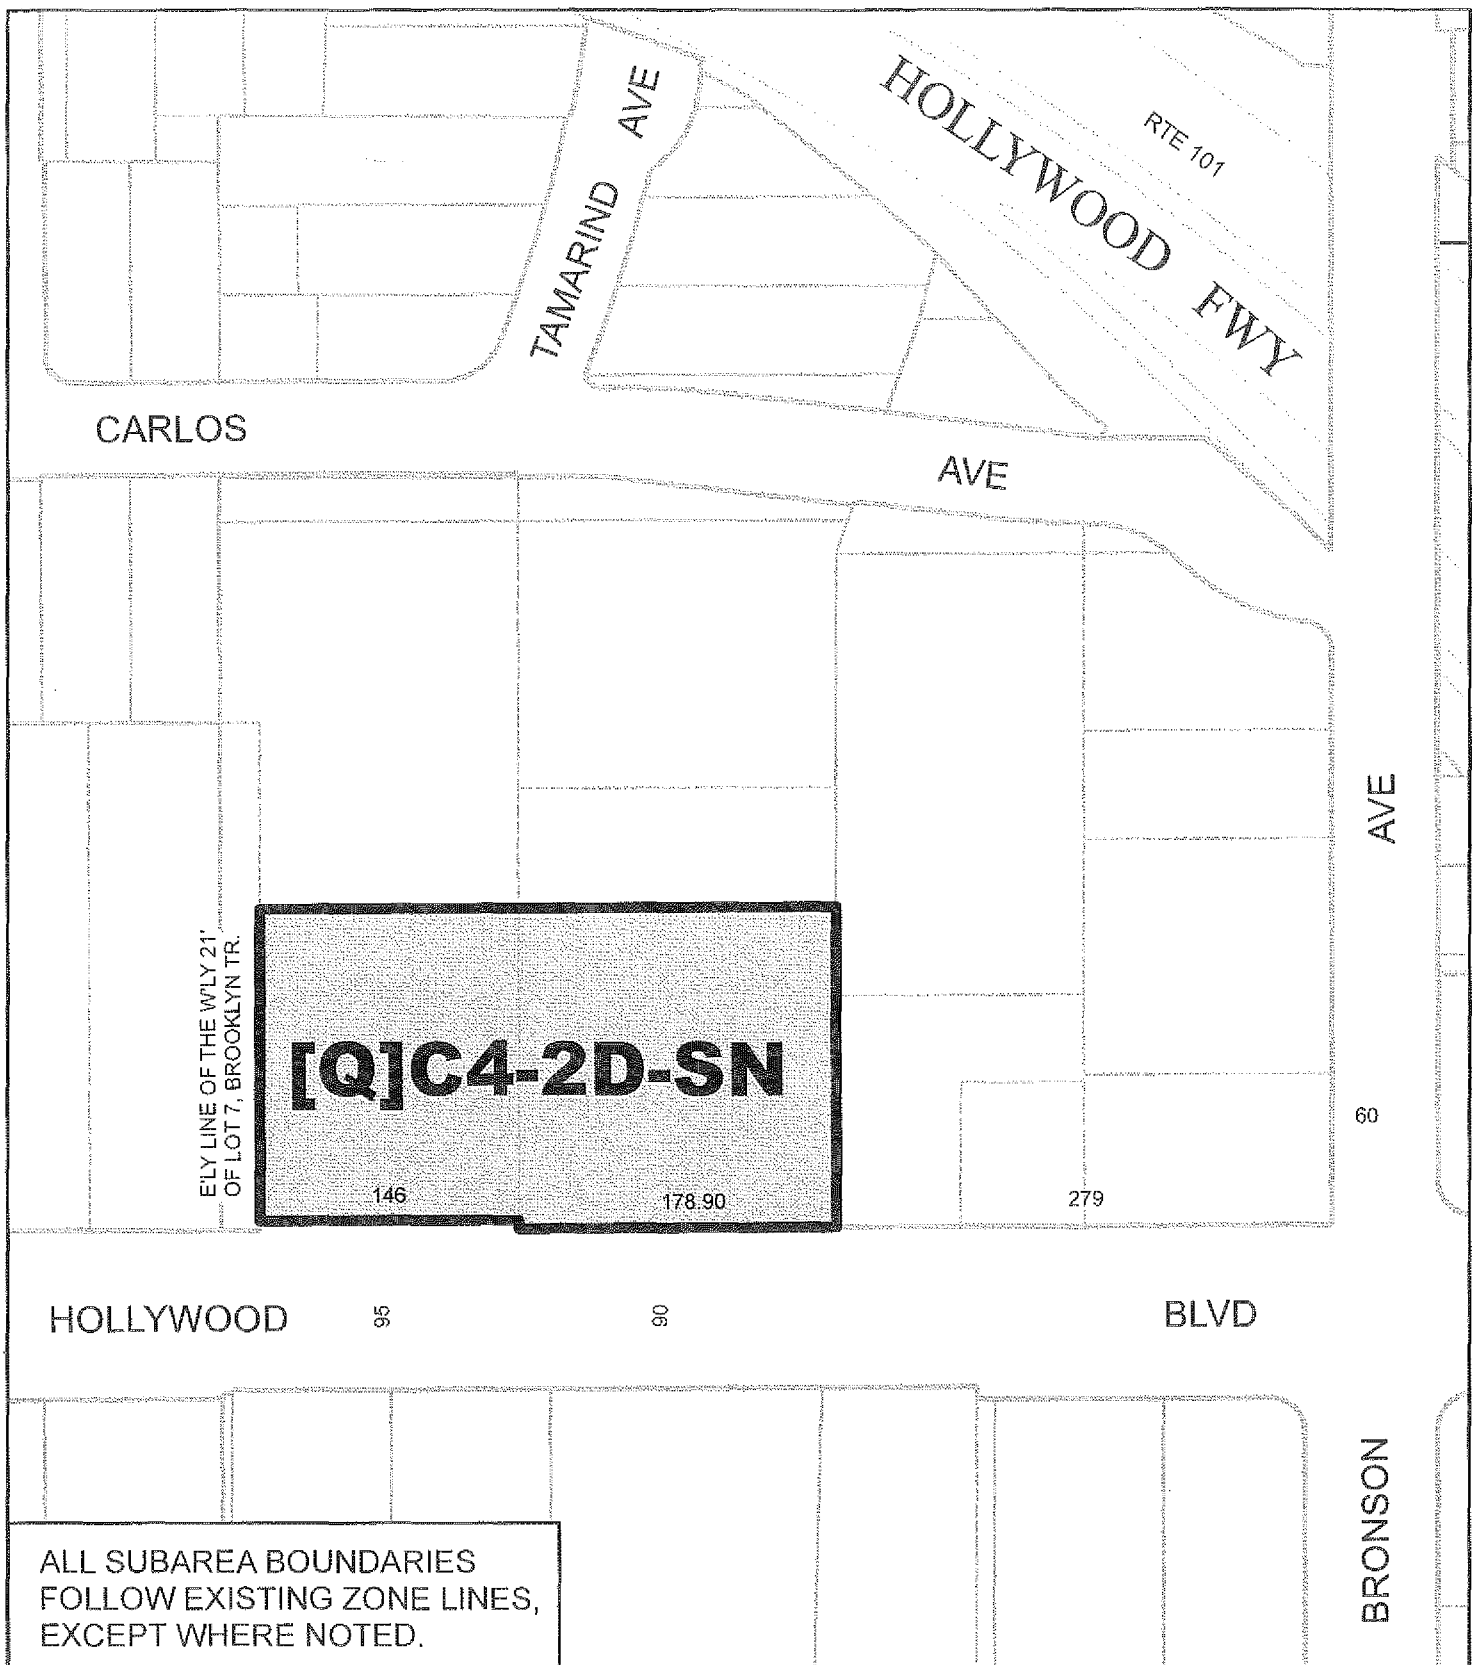 AVE
TAMARIND
HOLLYWOOD FWY
RTE 101
CARLOS
AVE
AVE
E'LY LINE OF THE W'LY 21'
OF LOT 7, BROOKLYN TR.
[Q]C4-2D-SN
146
178.90
279
60
HOLLYWOOD
95
90
BLVD
BRONSON
ALL SUBAREA BOUNDARIES
FOLLOW EXISTING ZONE LINES,
EXCEPT WHERE NOTED.